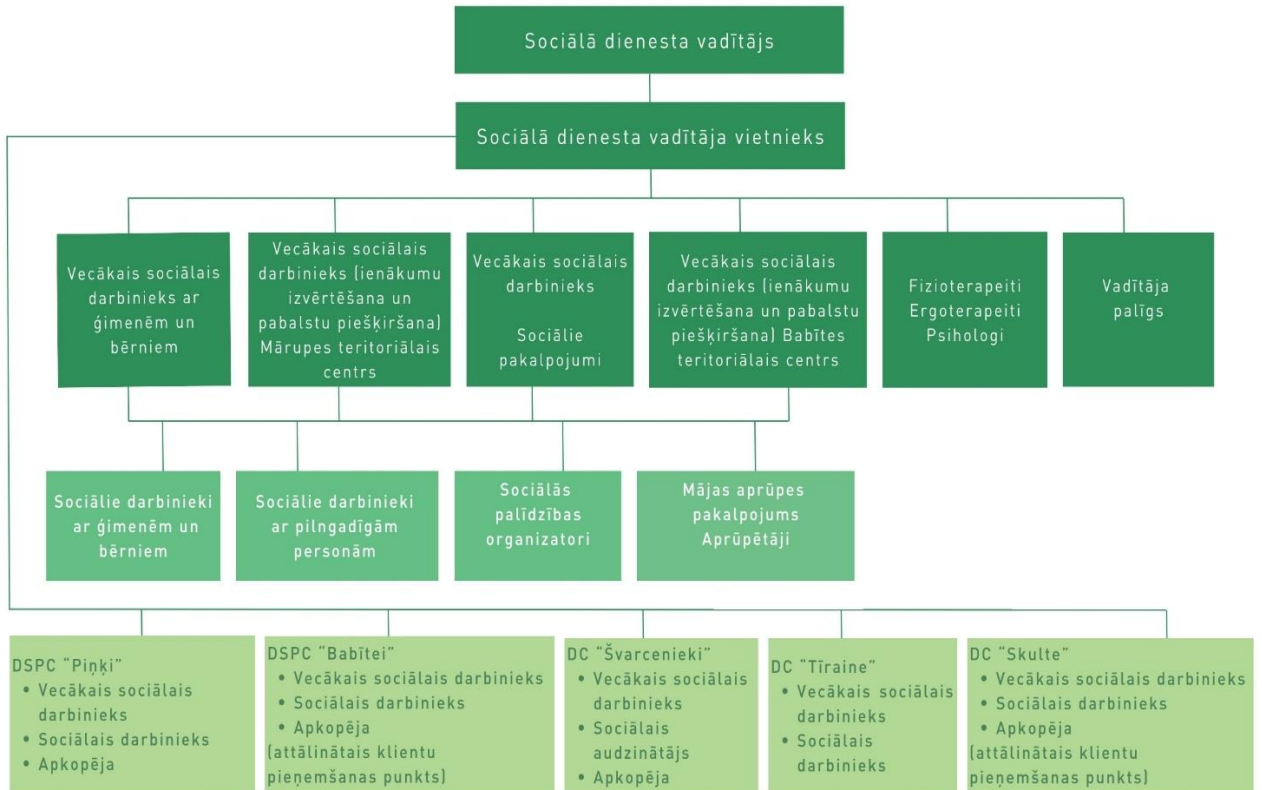 Sociālā dienesta vadītājs
Sociālā dienesta vadītāja vietnieks
Vecākais sociālais
darbinieks ar
ģimenēm un
bērniem
Vecākais sociālais
darbinieks (ienākumu
izvērtēšana un
pabalstu piešķiršana)
Mārupes teritoriālais
centrs
Vecākais sociālais
darbinieks
Sociālie
pakalpojumi
Vecākais sociālais
darbinieks (ienākumu
izvērtēšana un pabalstu
piešķiršana) Babītes
teritoriālais centrs
Fizioterapeiti
Ergoterapeiti
Psihologi
Vadītāja
palīgs
Sociālie darbinieki
ar ģimenēm un
bērniem
Sociālie darbinieki
ar pilngadīgām
personām
Sociālās
palīdzības
organizatori
Mājas aprūpes
pakalpojums
Aprūpētāji
DSPC "Piņķi"
• Vecākais sociālais
darbinieks
• Sociālais darbinieks
• Apkopēja
DSPC "Babītei"
• Vecākais sociālais darbinieks
• Sociālais darbinieks
• Apkopēja
(attālinātais klientu
pieņemšanas punkts)
DC "Švarcenieki"
• Vecākais sociālais
darbinieks
• Sociālais
audzinātājs
• Apkopēja
DC "Tīraine"
• Vecākais sociālais
darbinieks
• Sociālais
darbinieks
DC "Skulte"
• Vecākais sociālais darbinieks
• Sociālais darbinieks
• Apkopēja
(attālinātais klientu
pieņemšanas punkts)